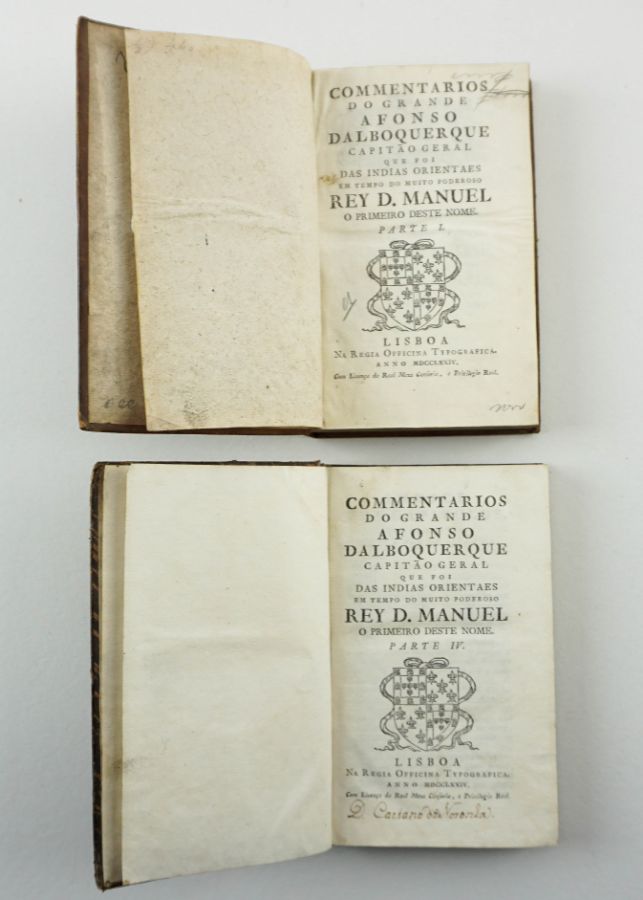 COMMENTARIOS
DO GRANDE
AFONSO
DALBOQUERQUE
CAPITÃO GERAL
QUE FOI
DAS INDIAS ORIENTAES
EM TEMPO DO MUITO PODEROSO
REY D. MANUEL
O PRIMEIRO DESTE NOME.
PARTE I.
LISBOA
NA REGIA OFFICINA TYPOGRAFICA.
ANNO MDCCLXXIV.
Com Licença da Real Meza Censoria, e Privilegio Real.
COMMENTARIOS
DO GRANDE
AFONSO
DALBOQUERQUE
CAPITÃO GERAL
QUE FOI
DAS INDIAS ORIENTAES
EM TEMPO DO MUITO PODEROSO
REY D. MANUEL
O PRIMEIRO DESTE NOME.
PARTE IV.
LISBOA
NA REGIA OFFICINA TYPOGRAFICA.
ANNO MDCCLXXIV.
Com Licença da Real Meza Censoria, e Privilegio Real.
D.